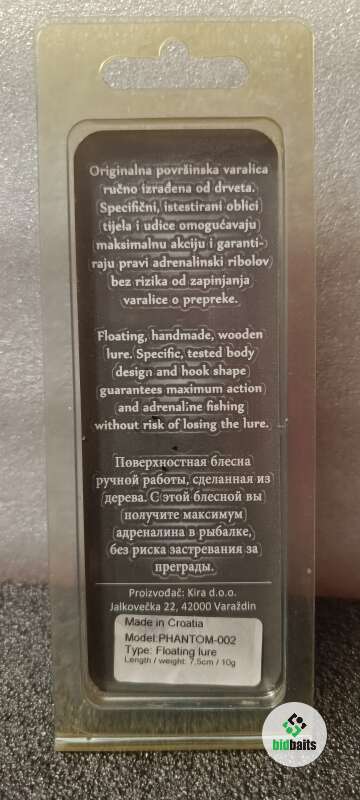 Originalna površinska varalica
ručno izrađena od drveta.
Specifični, istestirani oblici
tijela i udice omogućavaju
maksimalnu akciju i garanti-
raju pravi adrenalinski ribolov
bez rizika od zapinjanja
varalice o prepreke.
Floating, handmade, wooden
lure. Specific, tested body
design and hook shape
guarantees maximum action
and adrenaline fishing
without risk of losing the lure.
Поверхностная блесна
ручной работы, сделанная из
дерева. С этой блесной вы
получите максимум
адреналина в рыбалке,
без риска застревания за
преграды.
Proizvođač: Kira d.o.o.
Jalkovečka 22, 42000 Varaždin
Made in Croatia
Model:PHANTOM-002
Type: Floating lure
Length / weight: 7.5cm / 10g
bidbaits